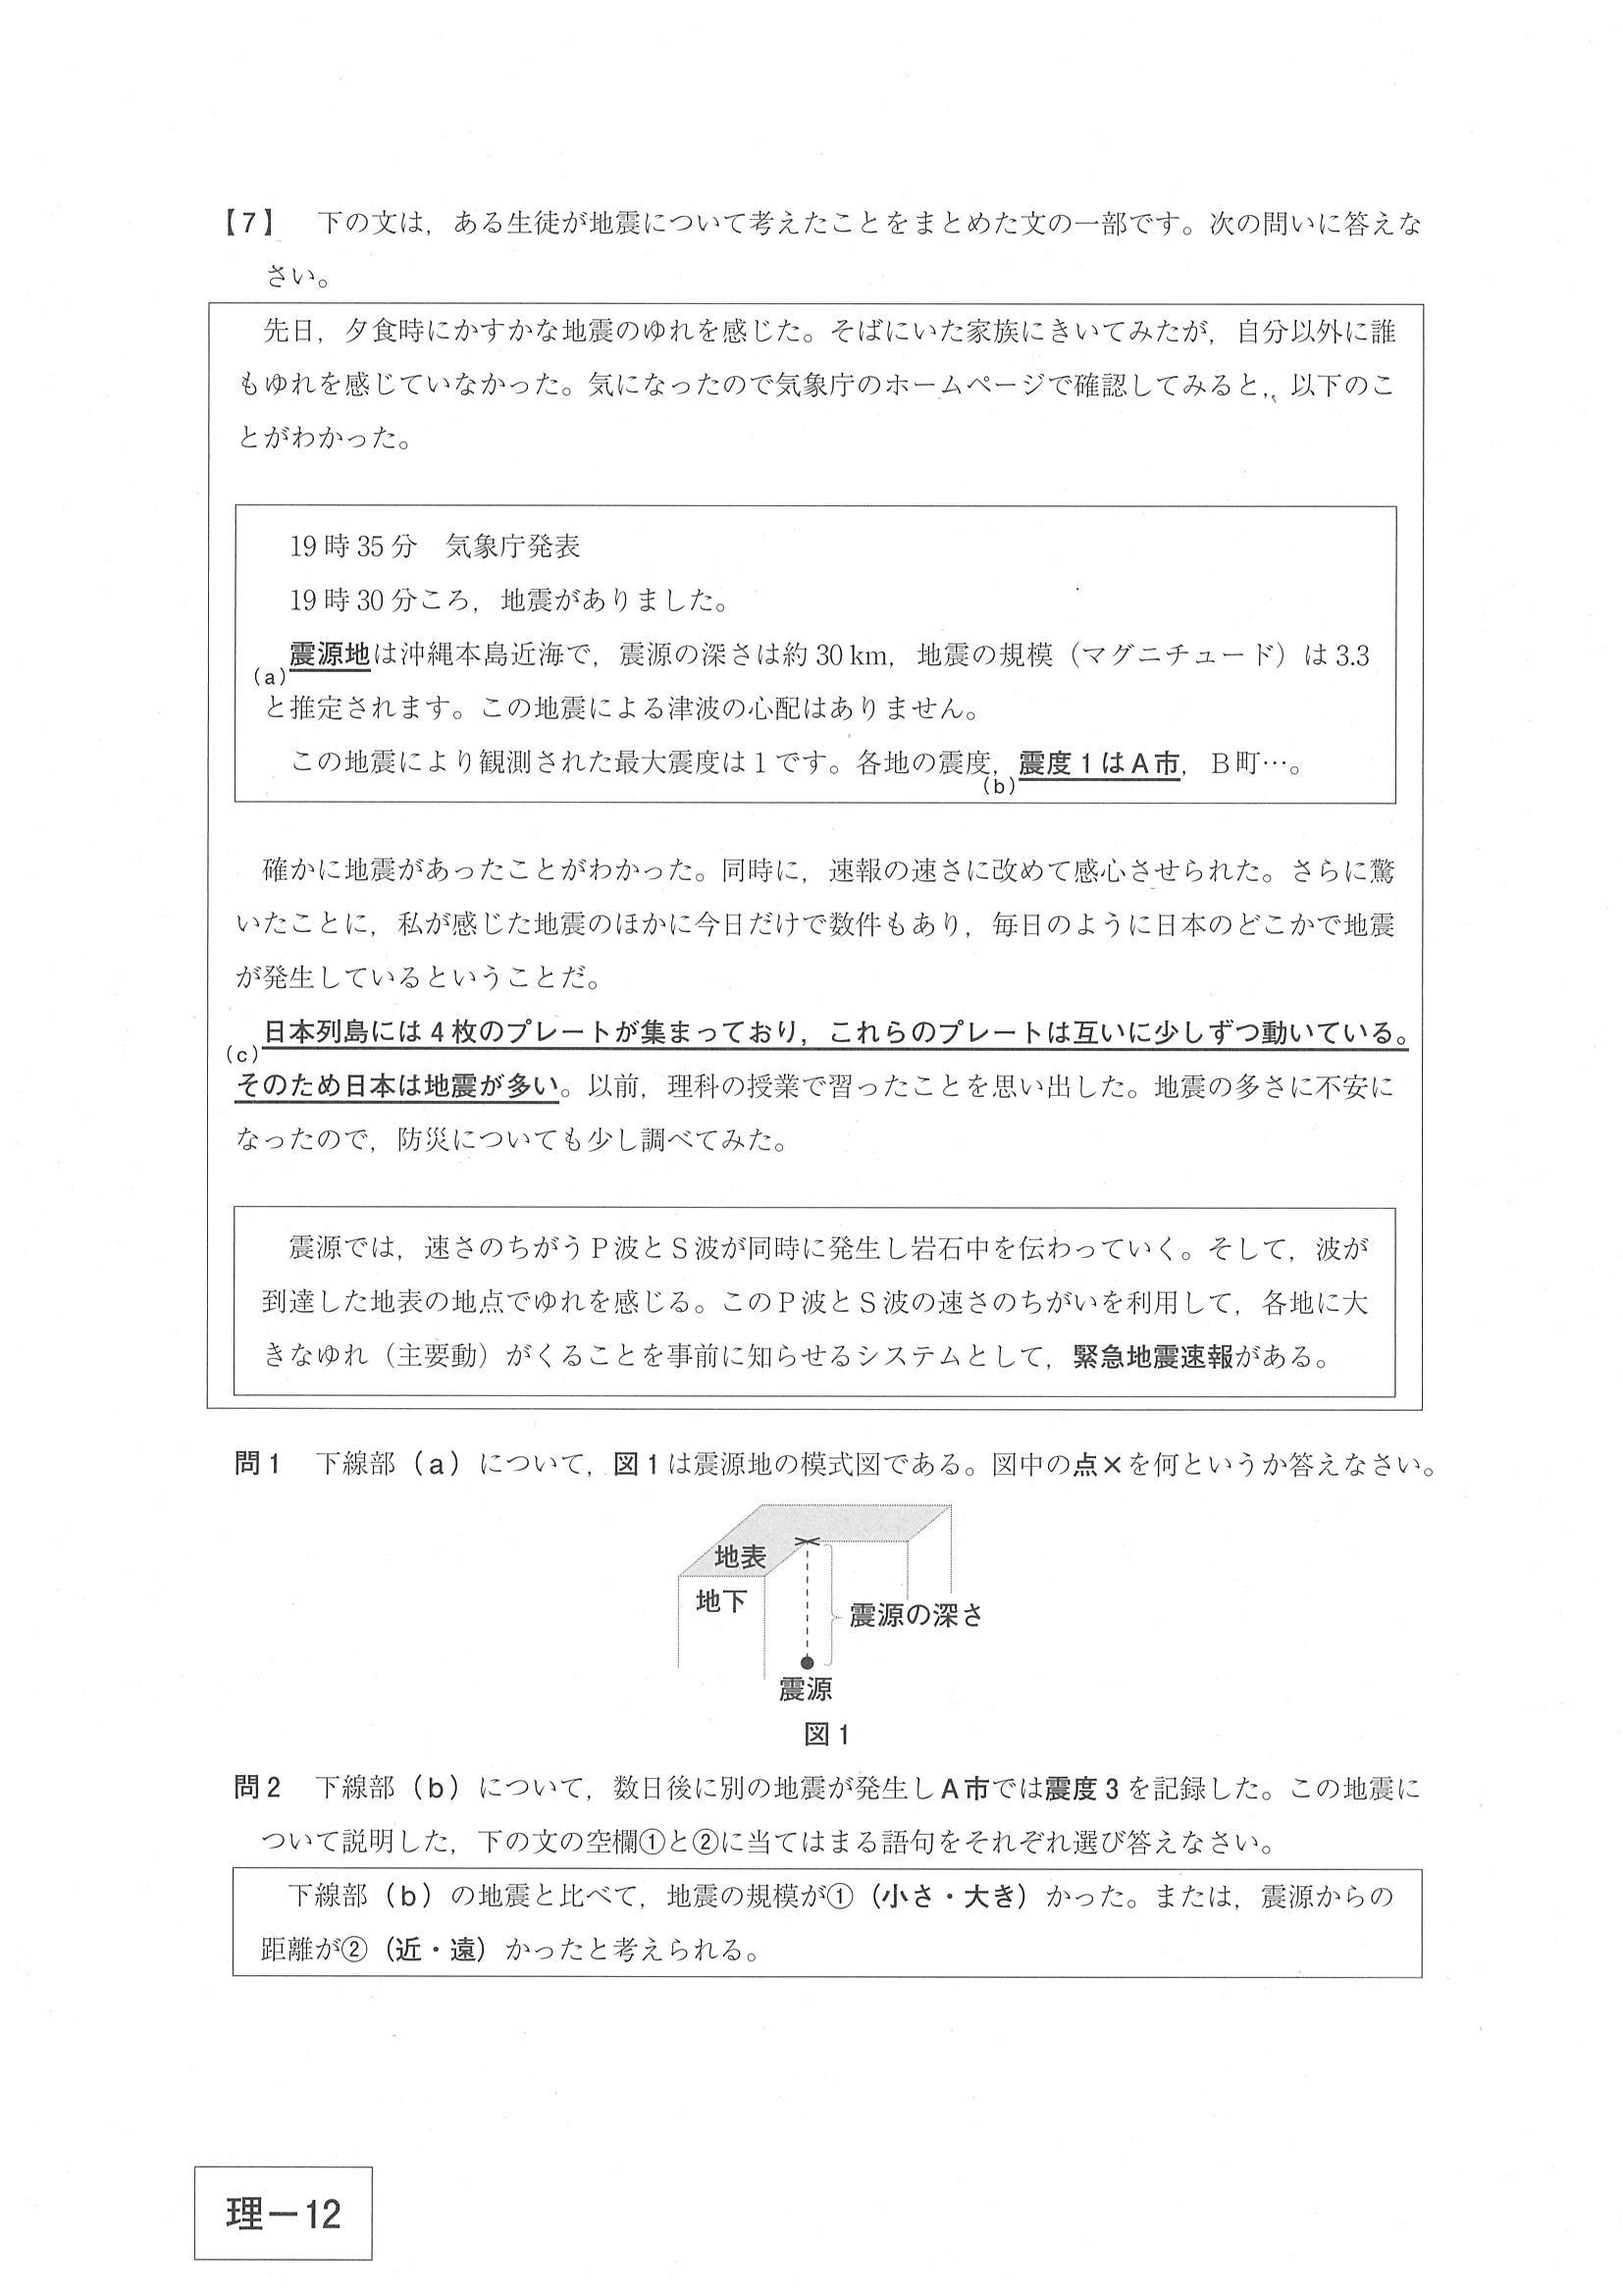 【7】　下の文は，ある生徒が地震について考えたことをまとめた文の一部です。次の問いに答えな
さい。
先日，夕食時にかすかな地震のゆれを感じた。そばにいた家族にきいてみたが，自分以外に誰
もゆれを感じていなかった。気になったので気象庁のホームページで確認してみると，以下のこ
とがわかった。
19時35分　気象庁発表
19時30分ころ，地震がありました。
(a)震源地は沖縄本島近海で，震源の深さは約30 km，地震の規模（マグニチュード）は3.3
と推定されます。この地震による津波の心配はありません。
この地震により観測された最大震度は1です。各地の震度，(b)震度1はA市，B町…。
確かに地震があったことがわかった。同時に，速報の速さに改めて感心させられた。さらに驚
いたことに，私が感じた地震のほかに今日だけで数件もあり，毎日のように日本のどこかで地震
が発生しているということだ。
(c)日本列島には4枚のプレートが集まっており，これらのプレートは互いに少しずつ動いている。
そのため日本は地震が多い。以前，理科の授業で習ったことを思い出した。地震の多さに不安に
なったので，防災についても少し調べてみた。
震源では，速さのちがうP波とS波が同時に発生し岩石中を伝わっていく。そして，波が
到達した地表の地点でゆれを感じる。このP波とS波の速さのちがいを利用して，各地に大
きなゆれ（主要動）がくることを事前に知らせるシステムとして，緊急地震速報がある。
問1　下線部（a）について，図1は震源地の模式図である。図中の点×を何というか答えなさい。
地表
地下
震源の深さ
震源
図1
問2　下線部（b）について，数日後に別の地震が発生しA市では震度3を記録した。この地震に
ついて説明した，下の文の空欄①と②に当てはまる語句をそれぞれ選び答えなさい。
下線部（b）の地震と比べて，地震の規模が①（小さ・大き）かった。または，震源からの
距離が②（近・遠）かったと考えられる。
理－12